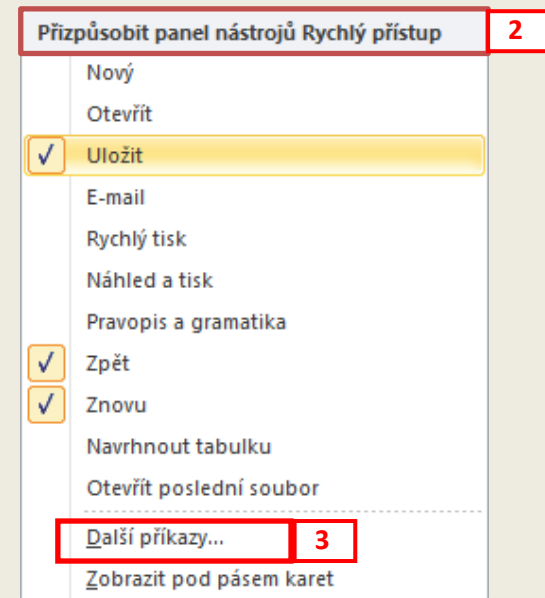 Přizpůsobit panel nástrojů Rychlý přístup 2
Nový
Otevřít
Uložit
E-mail
Rychlý tisk
Náhled a tisk
Pravopis a gramatika
Zpět
Znovu
Navrhnout tabulku
Otevřít poslední soubor
Další příkazy... 3
Zobrazit pod pásem karet